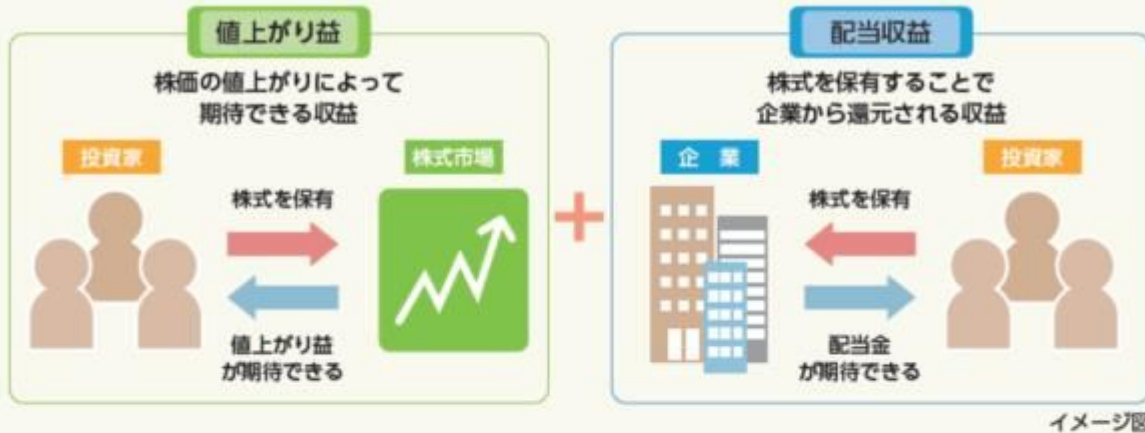 値上がり益
株価の値上がりによって
期待できる収益
投資家
株式市場
株式を保有
値上がり益
が期待できる
配当収益
株式を保有することで
企業から還元される収益
企 業
投資家
株式を保有
配当金
が期待できる
イメージ図